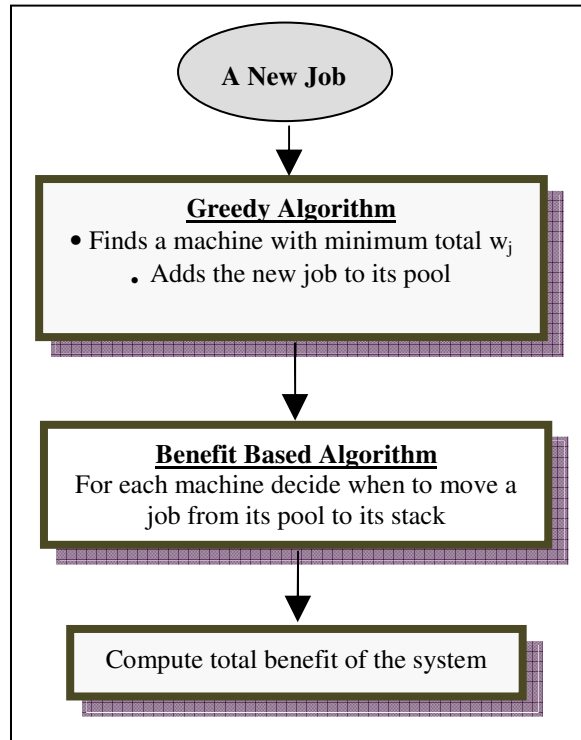 A New Job
Greedy Algorithm
• Finds a machine with minimum total wj
• Adds the new job to its pool
Benefit Based Algorithm
For each machine decide when to move a
job from its pool to its stack
Compute total benefit of the system